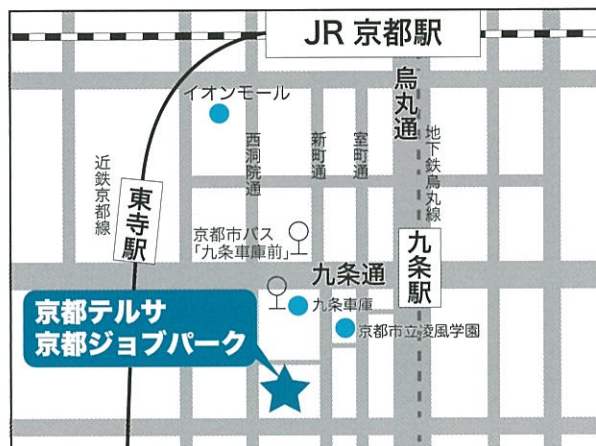 JR 京都駅
イオンモール
烏丸通
西洞院通
新町通
室町通
地下鉄烏丸線
近鉄京都線
東寺駅
京都市バス
「九条車庫前」
九条通
九条駅
九条車庫
京都市立凌風学園
京都テルサ
京都ジョブパーク